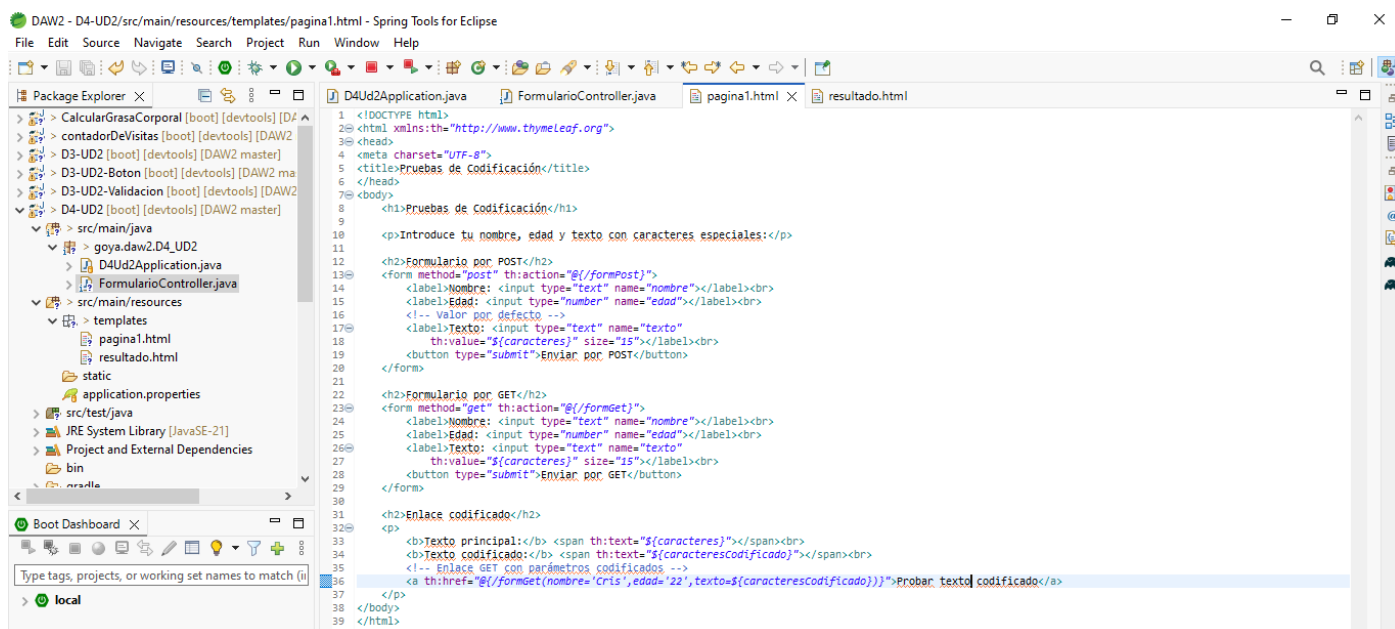 DAW2 - D4-UD2/src/main/resources/templates/pagina1.html - Spring Tools for Eclipse
File Edit Source Navigate Search Project Run Window Help
Package Explorer
> CalcularGrasaCorporal [boot] [devtools] [DA
> contadorDeVisitas [boot] [devtools] [DAW2
> D3-UD2 [boot] [devtools] [DAW2 master]
> D3-UD2-Boton [boot] [devtools] [DAW2 ma
> D3-UD2-Validacion [boot] [devtools] [DAW2
> D4-UD2 [boot] [devtools] [DAW2 master]
> src/main/java
> goya.daw2.D4_UD2
D4Ud2Application.java
FormularioController.java
> src/main/resources
> templates
pagina1.html
resultado.html
static
application.properties
src/test/java
JRE System Library [JavaSE-21]
Project and External Dependencies
bin
gradle
Boot Dashboard
Type tags, projects, or working set names to match (i
local
D4Ud2Application.java FormularioController.java pagina1.html resultado.html
1 <!DOCTYPE html>
2 <html xmlns:th="http://www.thymeleaf.org">
3 <head>
4 <meta charset="UTF-8">
5 <title>Pruebas de Codificación</title>
6 </head>
7 <body>
8 <h1>Pruebas de Codificación</h1>
9
10 <p>Introduce tu nombre, edad y texto con caracteres especiales:</p>
11
12 <h2>Formulario por POST</h2>
13 <form method="post" th:action="@{/formPost}">
14 <label>Nombre: <input type="text" name="nombre"></label><br>
15 <label>Edad: <input type="number" name="edad"></label><br>
16 <!-- Valor por defecto -->
17 <label>Texto: <input type="text" name="texto"
18 th:value="${caracteres}" size="15"></label><br>
19 <button type="submit">Enviar por POST</button>
20 </form>
21
22 <h2>Formulario por GET</h2>
23 <form method="get" th:action="@{/formGet}">
24 <label>Nombre: <input type="text" name="nombre"></label><br>
25 <label>Edad: <input type="number" name="edad"></label><br>
26 <label>Texto: <input type="text" name="texto"
27 th:value="${caracteres}" size="15"></label><br>
28 <button type="submit">Enviar por GET</button>
29 </form>
30
31 <h2>Enlace codificado</h2>
32 <p>
33 <b>Texto principal:</b> <span th:text="${caracteres}"></span><br>
34 <b>Texto codificado:</b> <span th:text="${caracteresCodificado}"></span><br>
35 <!-- Enlace GET con parámetros codificados -->
36 <a th:href="@{/formGet(nombre='Cris',edad='22',texto=${caracteresCodificado})}">Probar texto codificado</a>
37 </p>
38 </body>
39 </html>